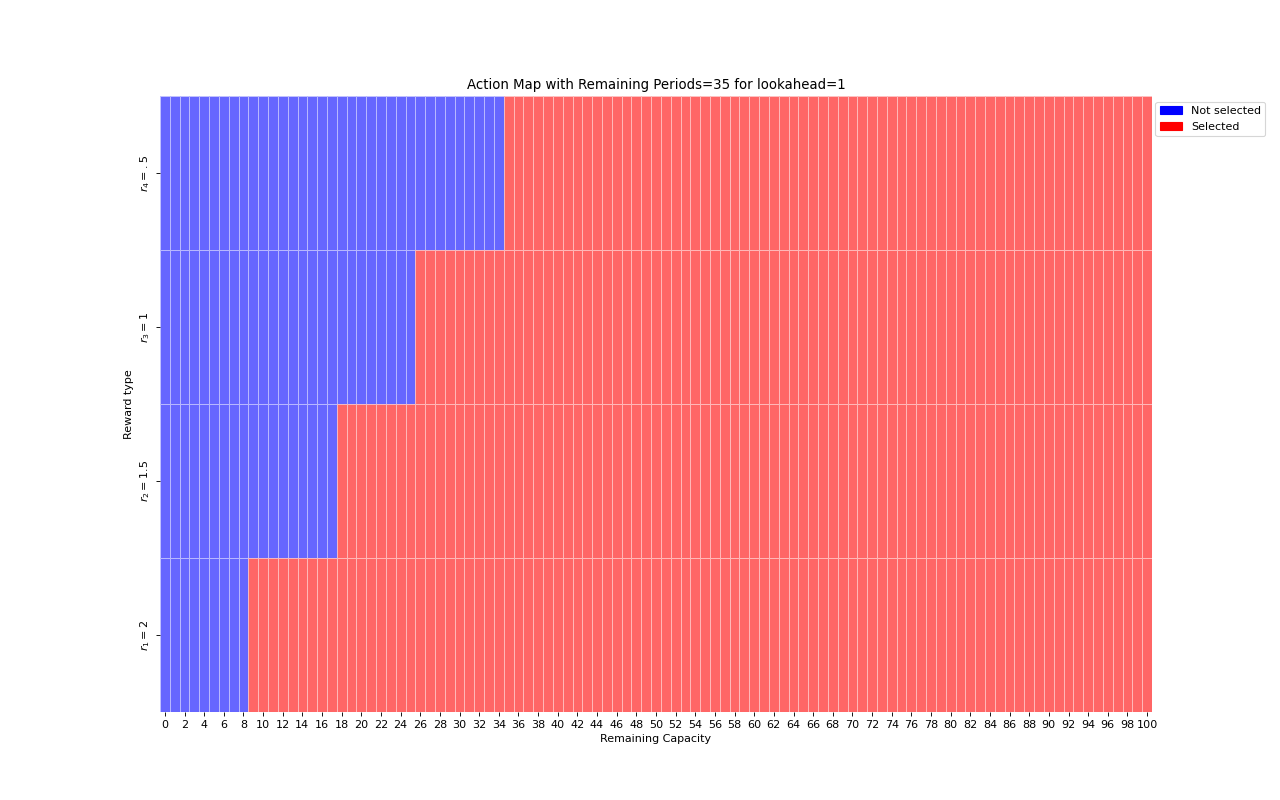 Action Map with Remaining Periods=35 for lookahead=1
Not selected
Selected
r₄ = .5
r₃ = 1
Reward type
r₂ = 1.5
r₁ = 2
0 2 4 6 8 10 12 14 16 18 20 22 24 26 28 30 32 34 36 38 40 42 44 46 48 50 52 54 56 58 60 62 64 66 68 70 72 74 76 78 80 82 84 86 88 90 92 94 96 98 100
Remaining Capacity